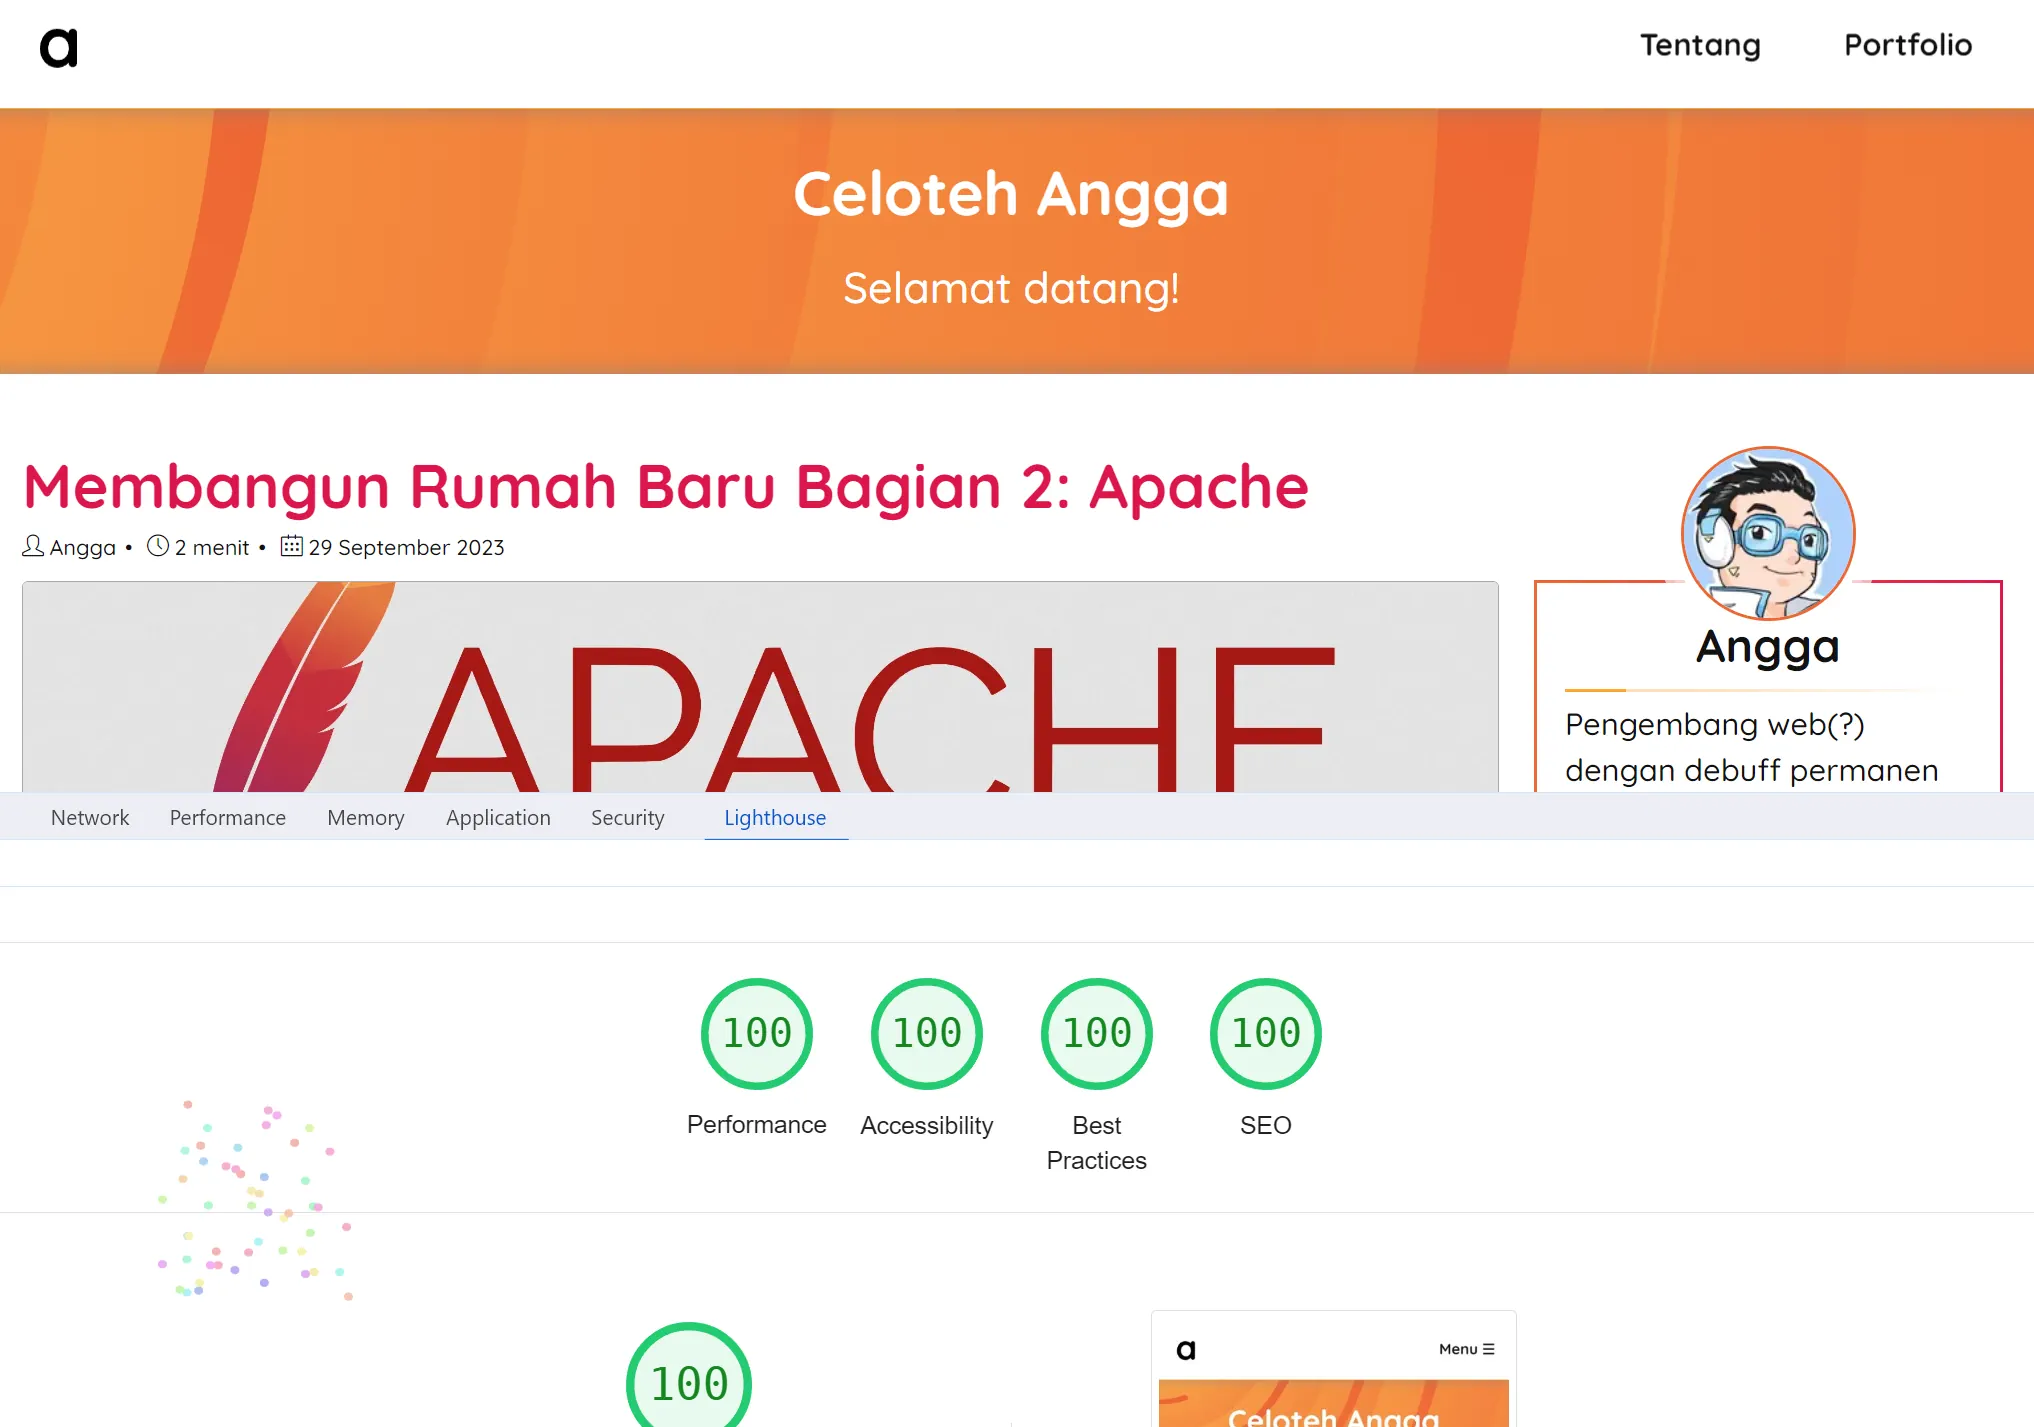 a
Tentang Portfolio
Celoteh Angga
Selamat datang!
Membangun Rumah Baru Bagian 2: Apache
Angga • 2 menit • 29 September 2023
APACHE
Angga
Pengembang web(?)
dengan debuff permanen
Network Performance Memory Application Security Lighthouse
100 100 100 100
Performance Accessibility Best Practices SEO
100
a Menu ☰
Celoteh Angga